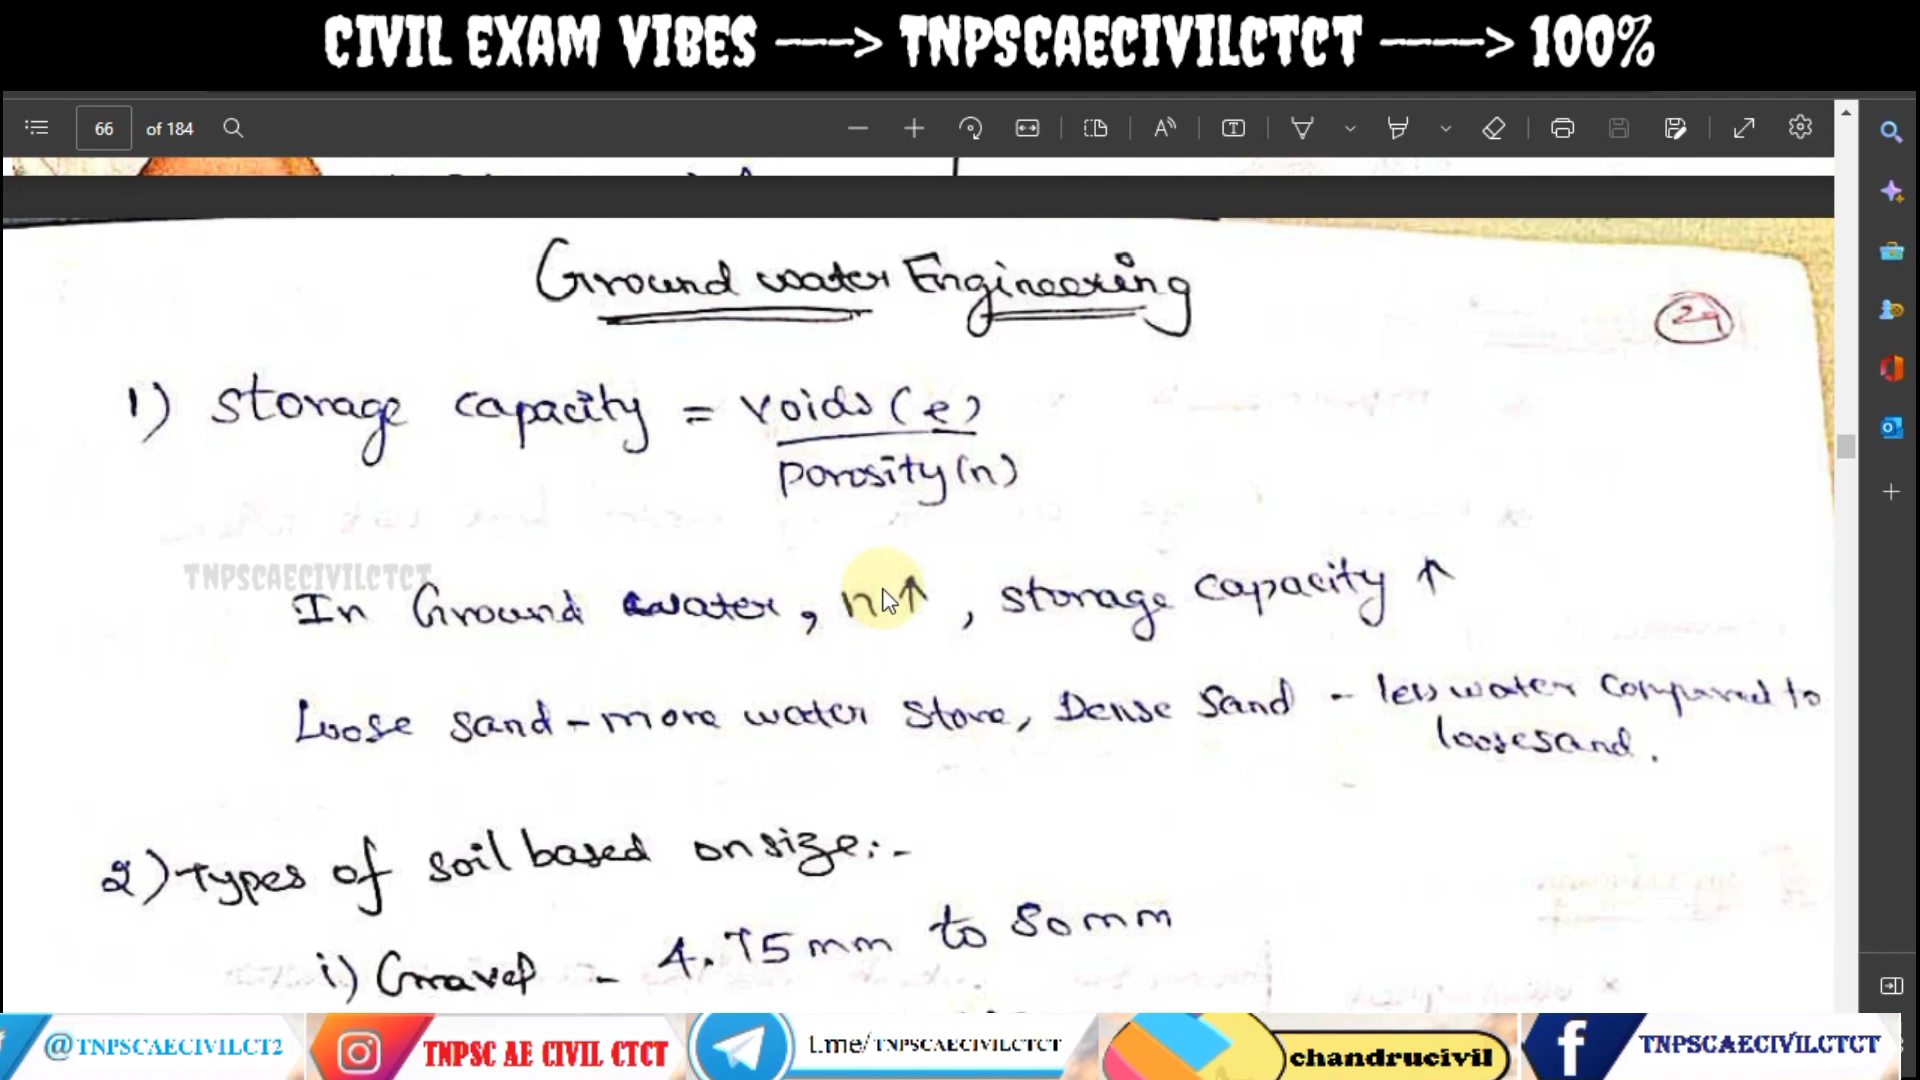 CIVIL EXAM VIBES ---> TNPSCAECIVILCTCT ----> 100%
66 of 184
Ground water Engineering
29
1) Storage capacity = voids (e)
porosity (n)
TNPSCAECIVILCTCT
In Ground water, n↑, storage capacity ↑
Loose sand - more water store, Dense Sand - less water compared to
loose sand.
2) Types of soil based on size:-
i) Gravel - 4.75mm to 80mm
@TNPSCAECIVILCT2
TNPSC AE CIVIL CTCT
t.me/TNPSCAECIVILCTCT
chandrucivil
TNPSCAECIVILCTCT